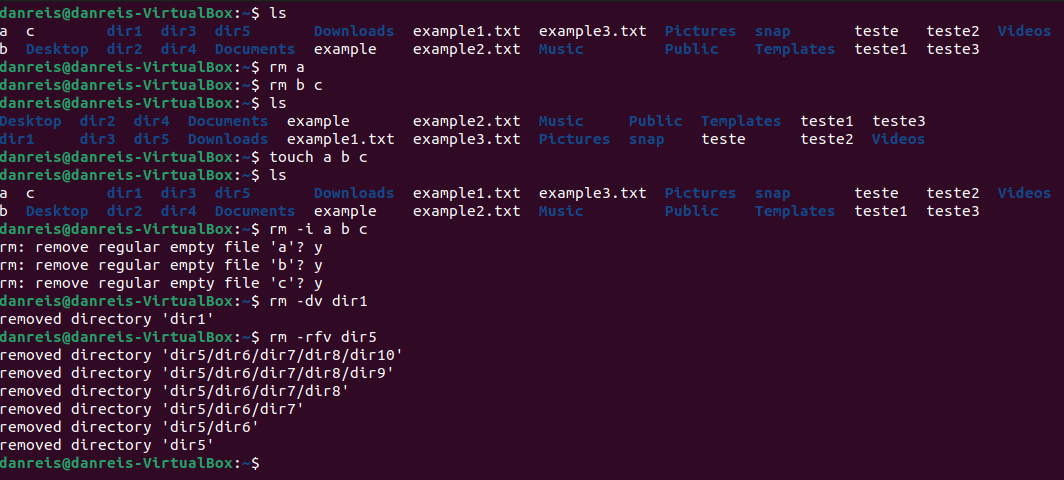 danreis@danreis-VirtualBox:~$ ls
a  c        dir1  dir3  dir5       Downloads  example1.txt  example3.txt  Pictures  snap       teste   teste2  Videos
b  Desktop  dir2  dir4  Documents  example    example2.txt  Music         Public    Templates  teste1  teste3
danreis@danreis-VirtualBox:~$ rm a
danreis@danreis-VirtualBox:~$ rm b c
danreis@danreis-VirtualBox:~$ ls
Desktop  dir2  dir4  Documents  example       example2.txt  Music     Public  Templates  teste1  teste3
dir1     dir3  dir5  Downloads  example1.txt  example3.txt  Pictures  snap    teste      teste2  Videos
danreis@danreis-VirtualBox:~$ touch a b c
danreis@danreis-VirtualBox:~$ ls
a  c        dir1  dir3  dir5       Downloads  example1.txt  example3.txt  Pictures  snap       teste   teste2  Videos
b  Desktop  dir2  dir4  Documents  example    example2.txt  Music         Public    Templates  teste1  teste3
danreis@danreis-VirtualBox:~$ rm -i a b c
rm: remove regular empty file 'a'? y
rm: remove regular empty file 'b'? y
rm: remove regular empty file 'c'? y
danreis@danreis-VirtualBox:~$ rm -dv dir1
removed directory 'dir1'
danreis@danreis-VirtualBox:~$ rm -rfv dir5
removed directory 'dir5/dir6/dir7/dir8/dir10'
removed directory 'dir5/dir6/dir7/dir8/dir9'
removed directory 'dir5/dir6/dir7/dir8'
removed directory 'dir5/dir6/dir7'
removed directory 'dir5/dir6'
removed directory 'dir5'
danreis@danreis-VirtualBox:~$